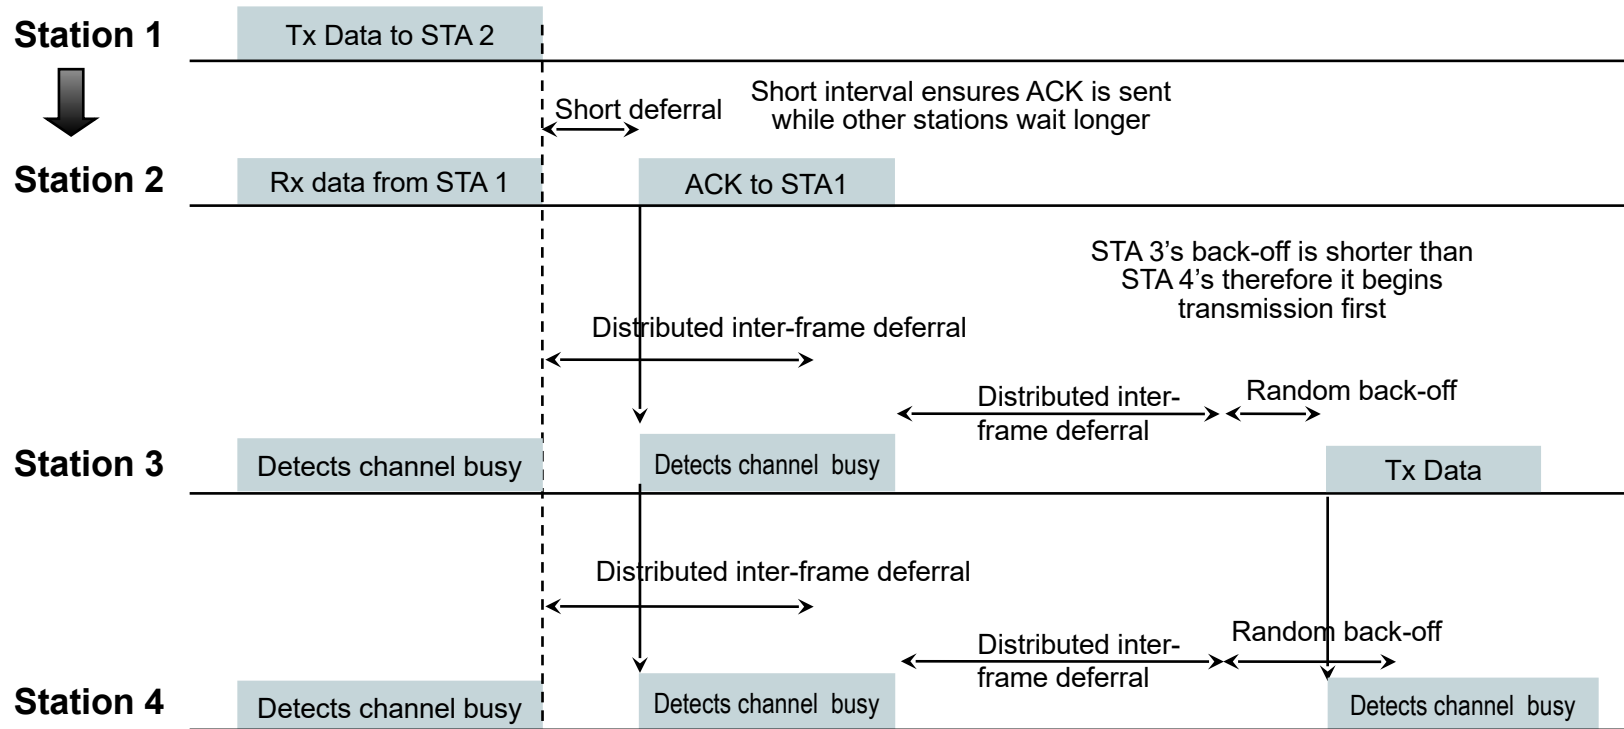 Station 1
Tx Data to STA 2
Short deferral
Short interval ensures ACK is sent
while other stations wait longer
Station 2
Rx data from STA 1
ACK to STA1
STA 3’s back-off is shorter than
STA 4’s therefore it begins
transmission first
Distributed inter-frame deferral
Distributed inter-
frame deferral
Random back-off
Station 3
Detects channel busy
Detects channel  busy
Tx Data
Distributed inter-frame deferral
Distributed inter-
frame deferral
Random back-off
Station 4
Detects channel busy
Detects channel  busy
Detects channel  busy